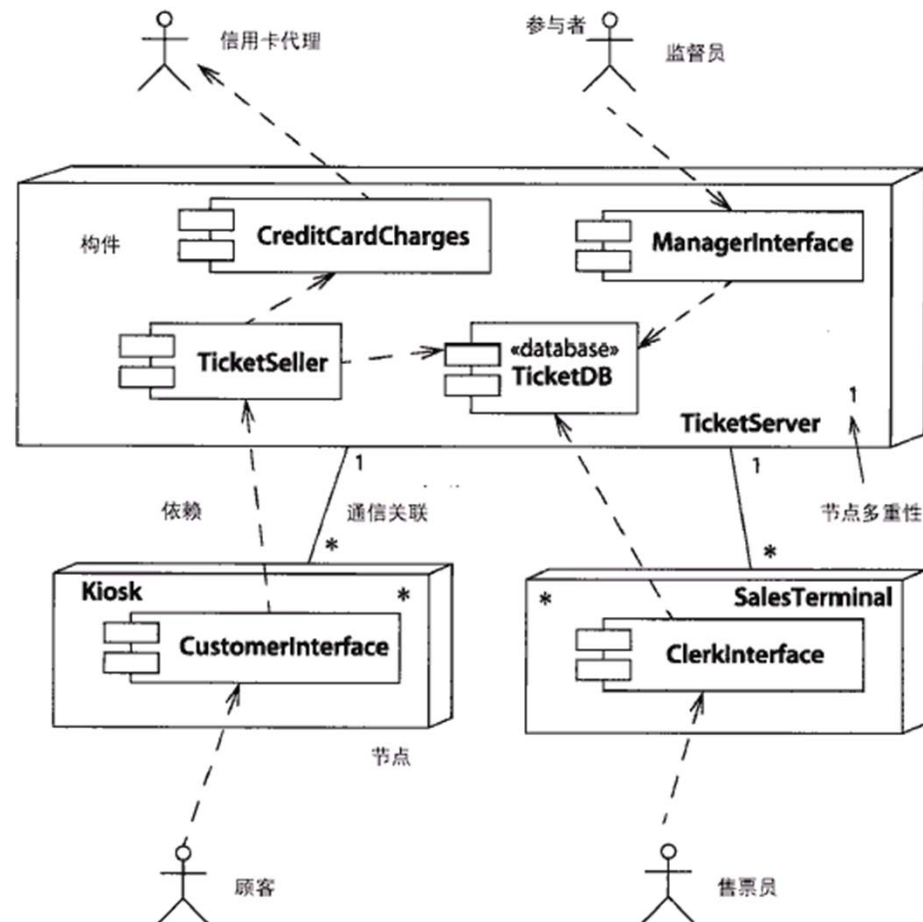 信用卡代理
参与者
监督员
构件
CreditCardCharges
ManagerInterface
TicketSeller
«database»
TicketDB
1
TicketServer
1
1
依赖
通信关联
节点多重性
*
*
Kiosk
*
*
SalesTerminal
CustomerInterface
ClerkInterface
节点
顾客
售票员